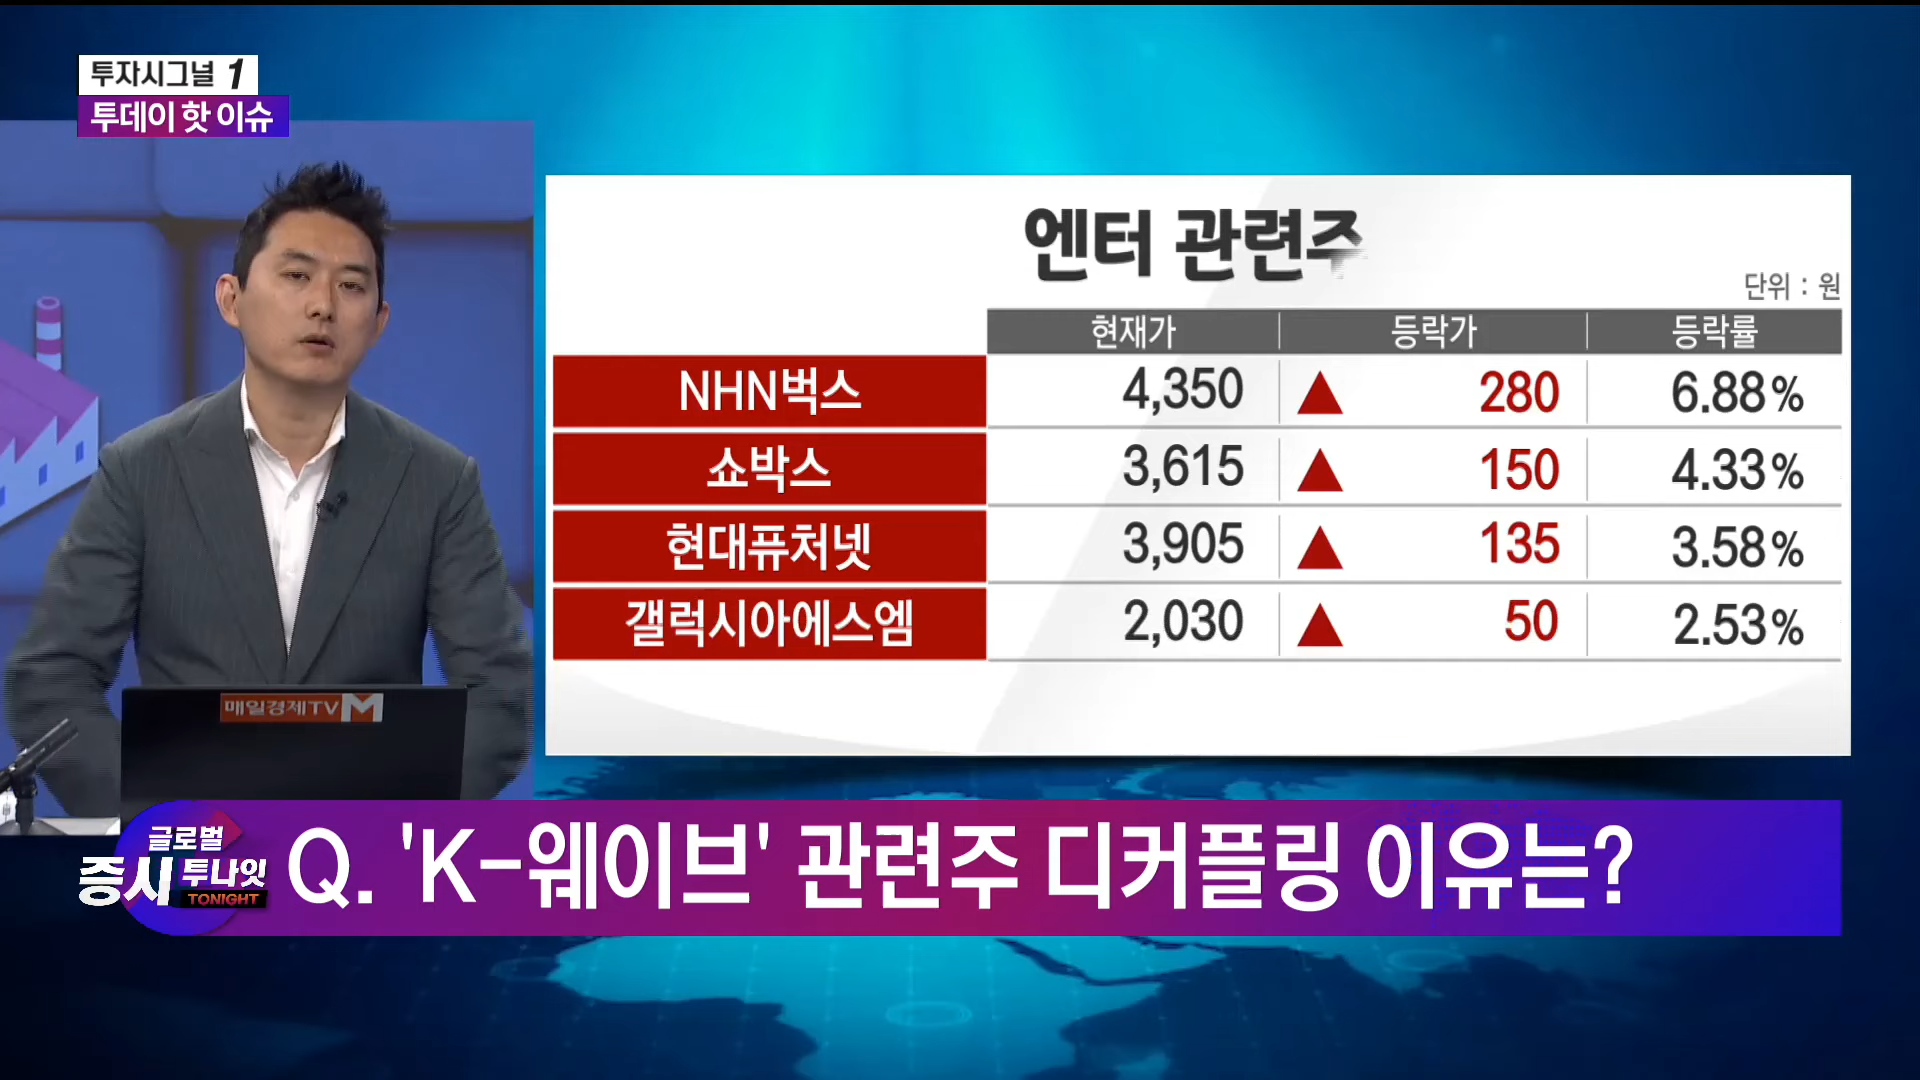 투자시그널 1
투데이 핫 이슈
엔터 관련주
단위 : 원
현재가 등락가 등락률
NHN벅스 4,350 ▲ 280 6.88%
쇼박스 3,615 ▲ 150 4.33%
현대퓨처넷 3,905 ▲ 135 3.58%
갤럭시아에스엠 2,030 ▲ 50 2.53%
매일경제TV M
글로벌
증시 투나잇
TONIGHT
Q. 'K-웨이브' 관련주 디커플링 이유는?